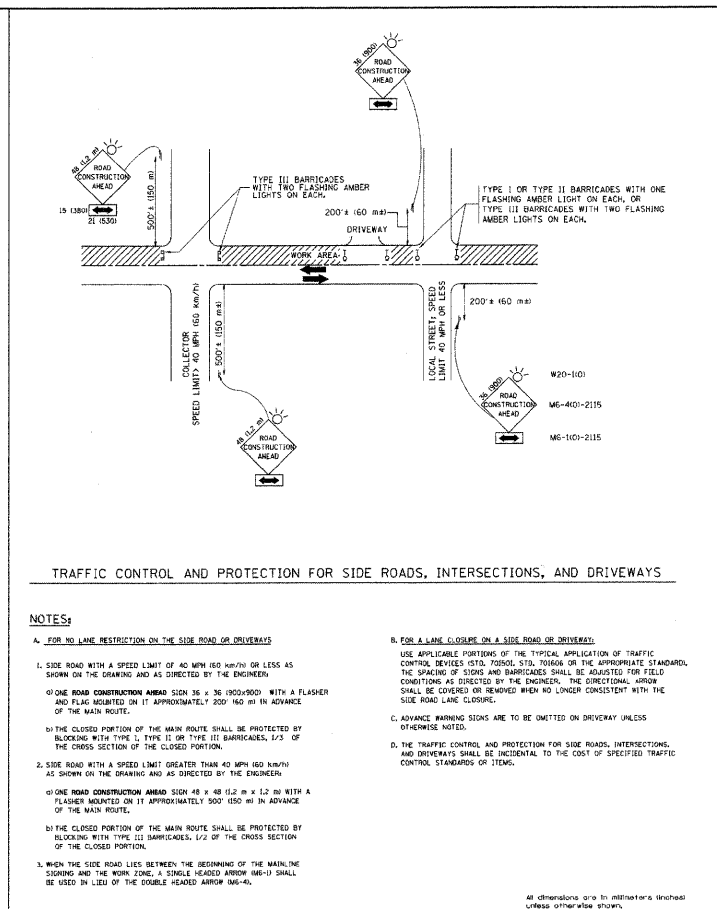 36 (900)
ROAD
CONSTRUCTION
AHEAD
48 (1.2 m)
ROAD
CONSTRUCTION
AHEAD
15 (380)
21 (530)
500'± (150 m)
TYPE III BARRICADES
WITH TWO FLASHING AMBER
LIGHTS ON EACH.
200'± (60 m±)
DRIVEWAY
TYPE I OR TYPE II BARRICADES WITH ONE
FLASHING AMBER LIGHT ON EACH, OR
TYPE III BARRICADES WITH TWO FLASHING
AMBER LIGHTS ON EACH.
WORK AREA
COLLECTOR
SPEED LIMIT> 40 MPH (60 km/h)
500'± (150 m±)
LOCAL STREET; SPEED
LIMIT 40 MPH OR LESS
200'± (60 m±)
48 (1.2 m)
ROAD
CONSTRUCTION
AHEAD
36 (900)
ROAD
CONSTRUCTION
AHEAD
W20-1(O)
M6-4(O)-2115
M6-1(O)-2115
TRAFFIC CONTROL AND PROTECTION FOR SIDE ROADS, INTERSECTIONS, AND DRIVEWAYS
NOTES:
A. FOR NO LANE RESTRICTION ON THE SIDE ROAD OR DRIVEWAYS
1. SIDE ROAD WITH A SPEED LIMIT OF 40 MPH (60 km/h) OR LESS AS
SHOWN ON THE DRAWING AND AS DIRECTED BY THE ENGINEER:
a) ONE ROAD CONSTRUCTION AHEAD SIGN 36 x 36 (900x900) WITH A FLASHER
AND FLAG MOUNTED ON IT APPROXIMATELY 200' (60 m) IN ADVANCE
OF THE MAIN ROUTE.
b) THE CLOSED PORTION OF THE MAIN ROUTE SHALL BE PROTECTED BY
BLOCKING WITH TYPE I, TYPE II OR TYPE III BARRICADES, 1/3 OF
THE CROSS SECTION OF THE CLOSED PORTION.
2. SIDE ROAD WITH A SPEED LIMIT GREATER THAN 40 MPH (60 km/h)
AS SHOWN ON THE DRAWING AND AS DIRECTED BY THE ENGINEER:
a) ONE ROAD CONSTRUCTION AHEAD SIGN 48 x 48 (1.2 m x 1.2 m) WITH A
FLASHER MOUNTED ON IT APPROXIMATELY 500' (150 m) IN ADVANCE
OF THE MAIN ROUTE.
b) THE CLOSED PORTION OF THE MAIN ROUTE SHALL BE PROTECTED BY
BLOCKING WITH TYPE III BARRICADES, 1/2 OF THE CROSS SECTION
OF THE CLOSED PORTION.
3. WHEN THE SIDE ROAD LIES BETWEEN THE BEGINNING OF THE MAINLINE
SIGNING AND THE WORK ZONE, A SINGLE HEADED ARROW (M6-1) SHALL
BE USED IN LIEU OF THE DOUBLE HEADED ARROW (M6-4).
B. FOR A LANE CLOSURE ON A SIDE ROAD OR DRIVEWAY:
USE APPLICABLE PORTIONS OF THE TYPICAL APPLICATION OF TRAFFIC
CONTROL DEVICES (STD. 701501, STD. 701606 OR THE APPROPRIATE STANDARD).
THE SPACING OF SIGNS AND BARRICADES SHALL BE ADJUSTED FOR FIELD
CONDITIONS AS DIRECTED BY THE ENGINEER. THE DIRECTIONAL ARROW
SHALL BE COVERED OR REMOVED WHEN NO LONGER CONSISTENT WITH THE
SIDE ROAD LANE CLOSURE.
C. ADVANCE WARNING SIGNS ARE TO BE OMITTED ON DRIVEWAY UNLESS
OTHERWISE NOTED.
D. THE TRAFFIC CONTROL AND PROTECTION FOR SIDE ROADS, INTERSECTIONS,
AND DRIVEWAYS SHALL BE INCIDENTAL TO THE COST OF SPECIFIED TRAFFIC
CONTROL STANDARDS OR ITEMS.
All dimensions are in millimeters (inches)
unless otherwise shown.